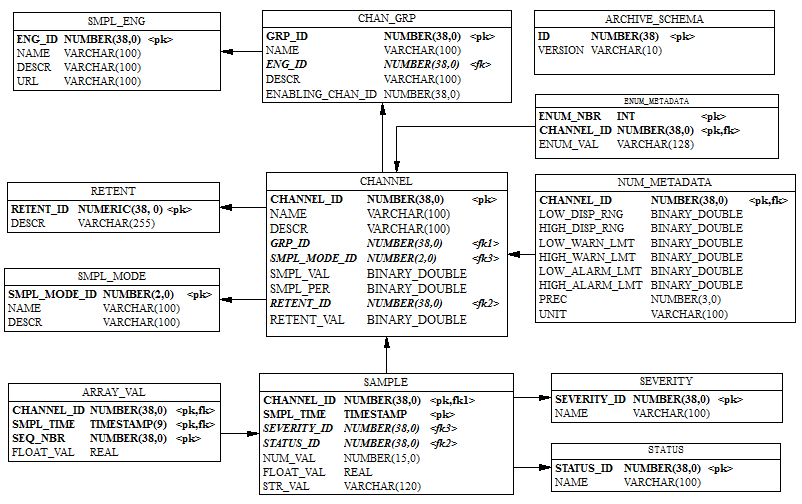 SMPL_ENG
ENG_ID NUMBER(38,0) <pk>
NAME VARCHAR(100)
DESCR VARCHAR(100)
URL VARCHAR(100)
CHAN_GRP
GRP_ID NUMBER(38,0) <pk>
NAME VARCHAR(100)
ENG_ID NUMBER(38,0) <fk>
DESCR VARCHAR(100)
ENABLING_CHAN_ID NUMBER(38,0)
ARCHIVE_SCHEMA
ID NUMBER(38) <pk>
VERSION VARCHAR(10)
ENUM_METADATA
ENUM_NBR INT <pk>
CHANNEL_ID NUMBER(38,0) <pk,fk>
ENUM_VAL VARCHAR(128)
RETENT
RETENT_ID NUMERIC(38, 0) <pk>
DESCR VARCHAR(255)
CHANNEL
CHANNEL_ID NUMBER(38,0) <pk>
NAME VARCHAR(100)
DESCR VARCHAR(100)
GRP_ID NUMBER(38,0) <fk1>
SMPL_MODE_ID NUMBER(2,0) <fk3>
SMPL_VAL BINARY_DOUBLE
SMPL_PER BINARY_DOUBLE
RETENT_ID NUMBER(38,0) <fk2>
RETENT_VAL BINARY_DOUBLE
NUM_METADATA
CHANNEL_ID NUMBER(38,0) <pk,fk>
LOW_DISP_RNG BINARY_DOUBLE
HIGH_DISP_RNG BINARY_DOUBLE
LOW_WARN_LMT BINARY_DOUBLE
HIGH_WARN_LMT BINARY_DOUBLE
LOW_ALARM_LMT BINARY_DOUBLE
HIGH_ALARM_LMT BINARY_DOUBLE
PREC NUMBER(3,0)
UNIT VARCHAR(100)
SMPL_MODE
SMPL_MODE_ID NUMBER(2,0) <pk>
NAME VARCHAR(100)
DESCR VARCHAR(100)
ARRAY_VAL
CHANNEL_ID NUMBER(38,0) <pk,fk>
SMPL_TIME TIMESTAMP(9) <pk,fk>
SEQ_NBR NUMBER(38,0) <pk>
FLOAT_VAL REAL
SAMPLE
CHANNEL_ID NUMBER(38,0) <pk,fk1>
SMPL_TIME TIMESTAMP <pk>
SEVERITY_ID NUMBER(38,0) <fk3>
STATUS_ID NUMBER(38,0) <fk2>
NUM_VAL NUMBER(15,0)
FLOAT_VAL REAL
STR_VAL VARCHAR(120)
SEVERITY
SEVERITY_ID NUMBER(38,0) <pk>
NAME VARCHAR(100)
STATUS
STATUS_ID NUMBER(38,0) <pk>
NAME VARCHAR(100)